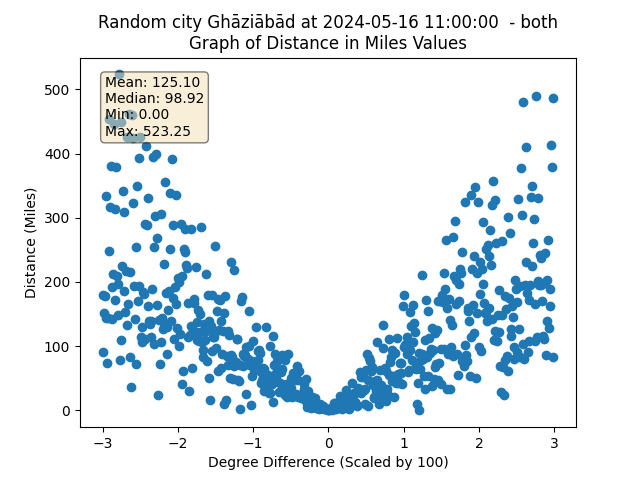 Random city Ghāziābād at 2024-05-16 11:00:00  - both
Graph of Distance in Miles Values
Mean: 125.10
Median: 98.92
Min: 0.00
Max: 523.25
Distance (Miles)
500
400
300
200
100
0
−3 −2 −1 0 1 2 3
Degree Difference (Scaled by 100)